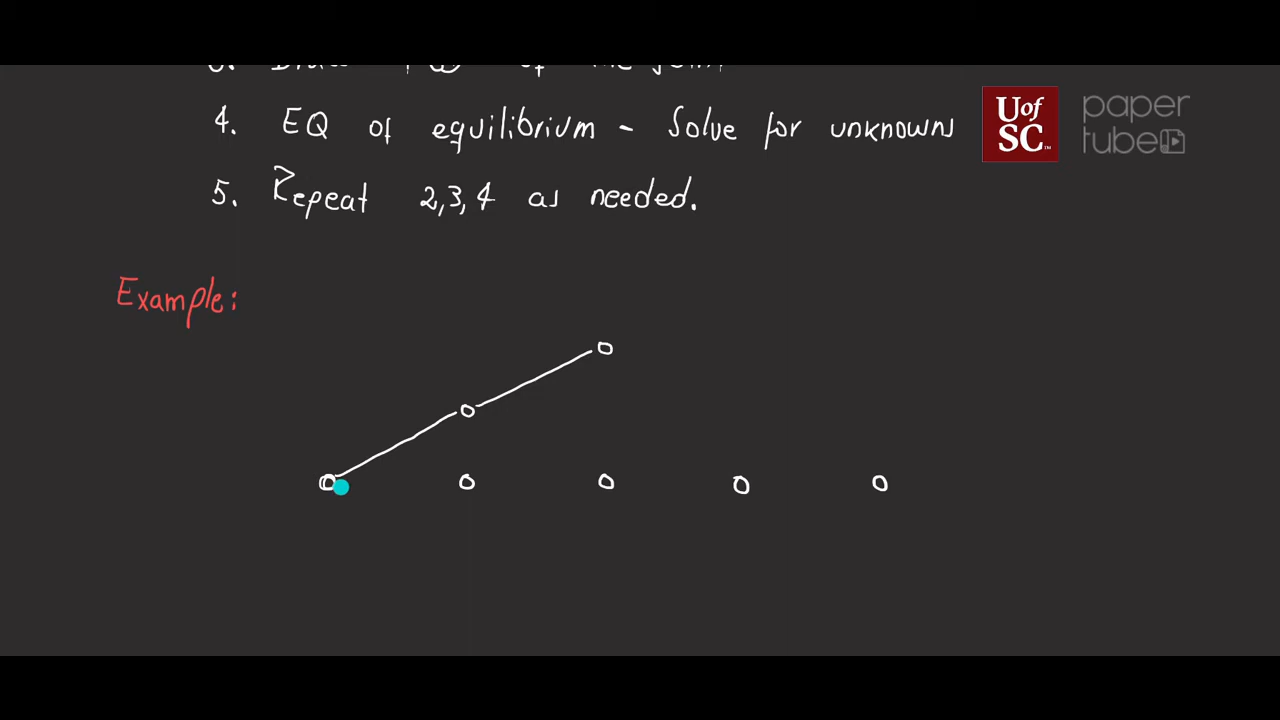 4. EQ of equilibrium - Solve for unknowns
5. Repeat 2,3,4 as needed.
Example:
U of SC
paper tube